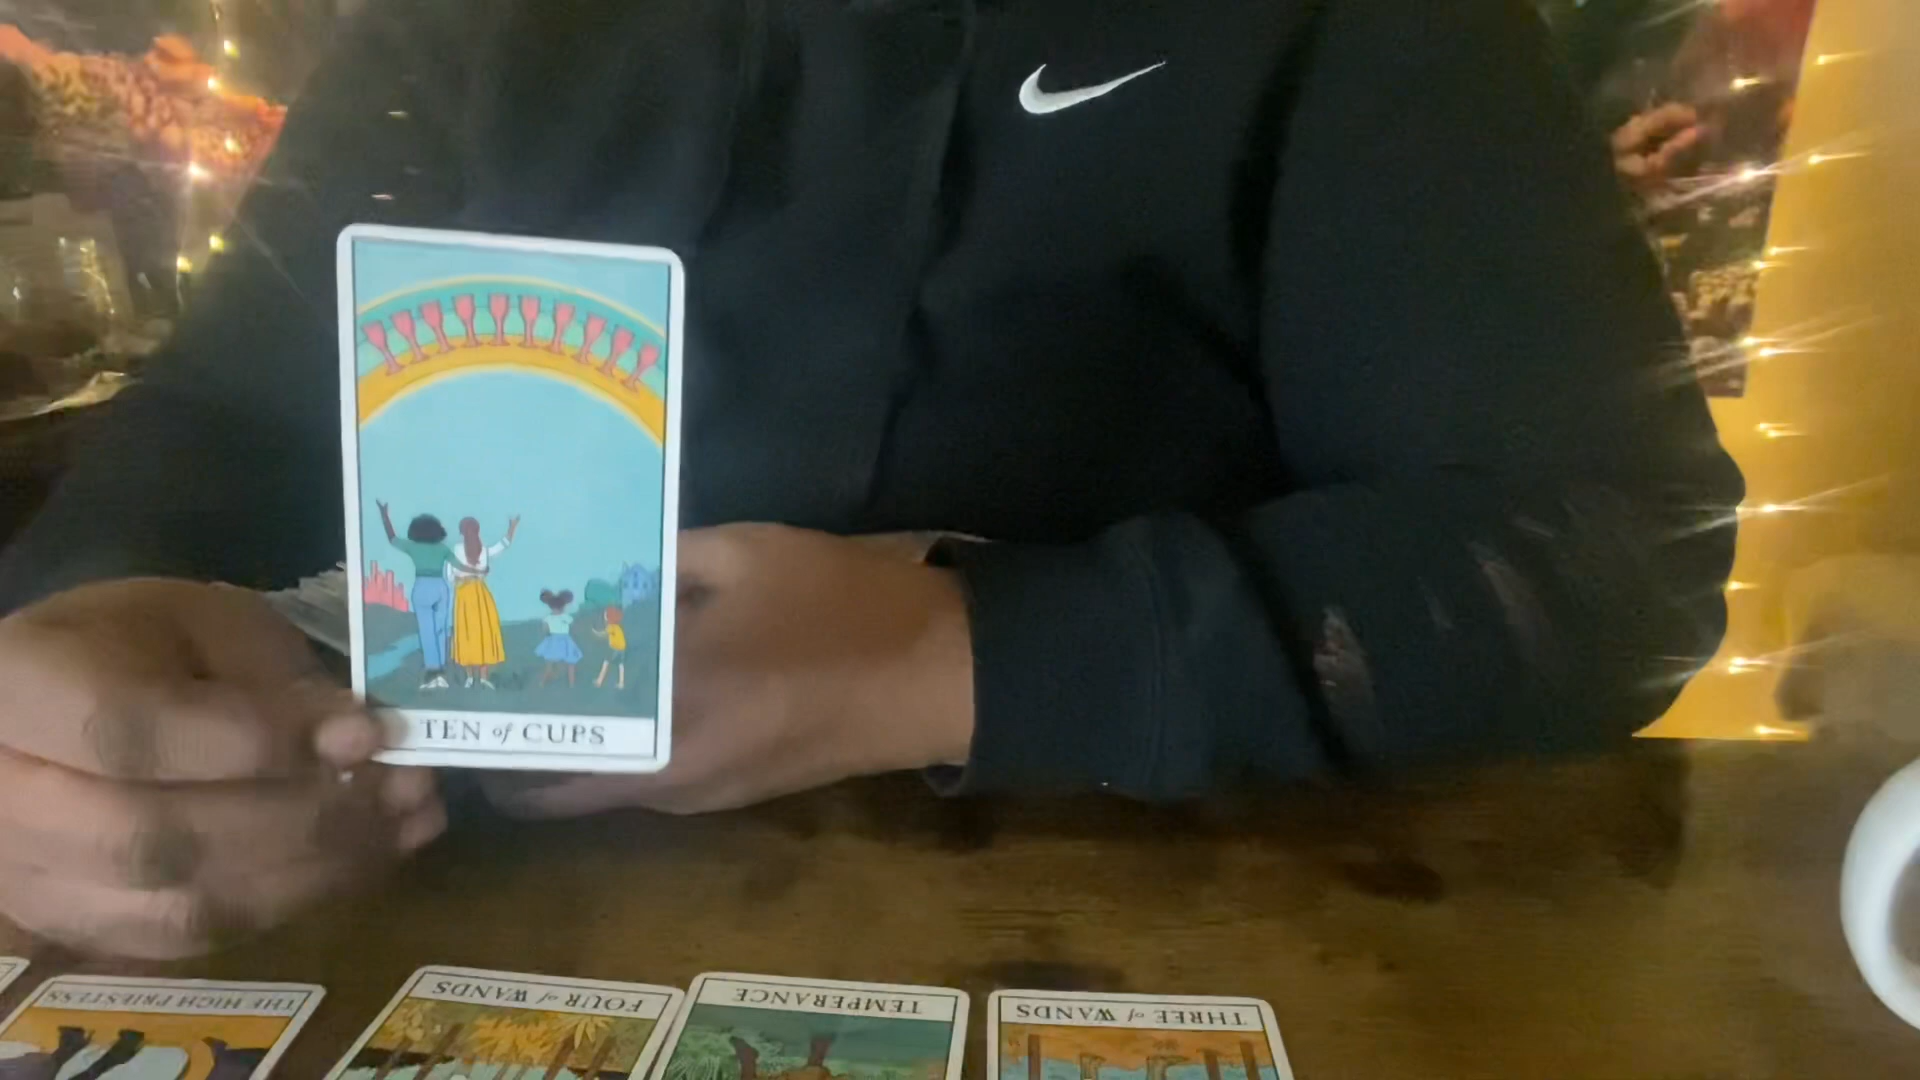 TEN of CUPS
THE HIGH PRIESTESS
FOUR of WANDS
TEMPERANCE
THREE of WANDS